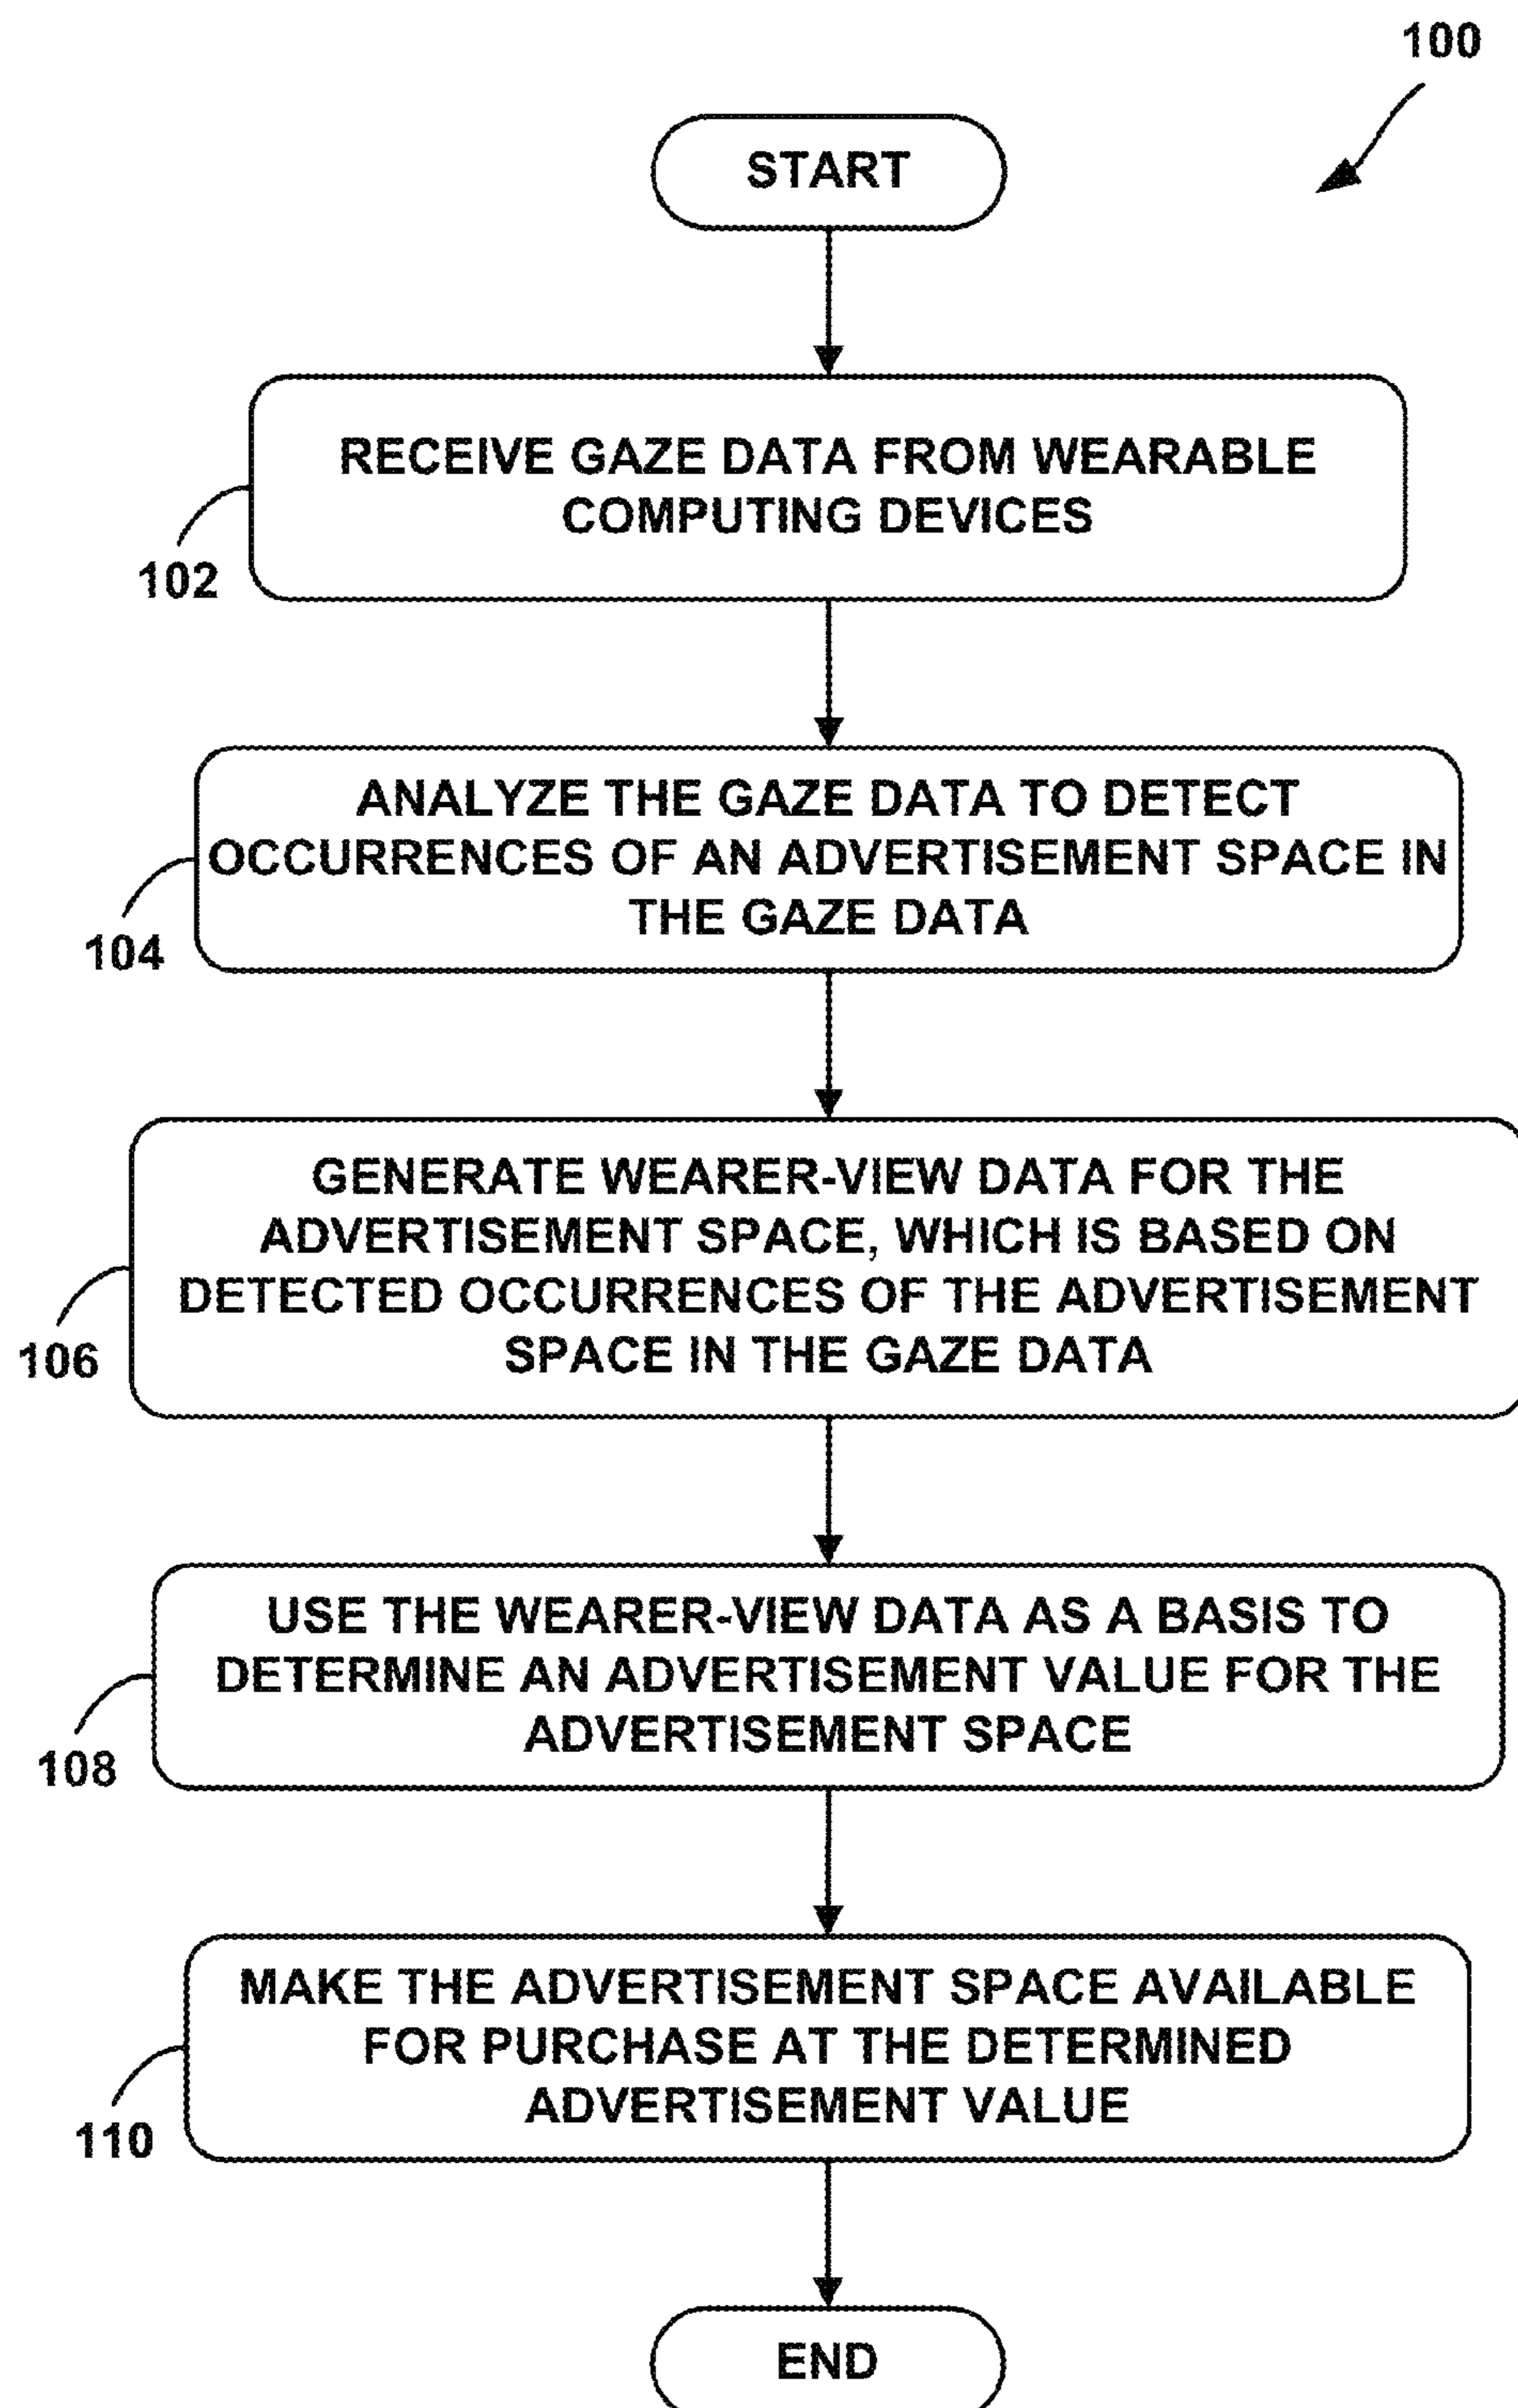 100
START
RECEIVE GAZE DATA FROM WEARABLE
COMPUTING DEVICES
102
ANALYZE THE GAZE DATA TO DETECT
OCCURRENCES OF AN ADVERTISEMENT SPACE IN
THE GAZE DATA
104
GENERATE WEARER-VIEW DATA FOR THE
ADVERTISEMENT SPACE, WHICH IS BASED ON
DETECTED OCCURRENCES OF THE ADVERTISEMENT
SPACE IN THE GAZE DATA
106
USE THE WEARER-VIEW DATA AS A BASIS TO
DETERMINE AN ADVERTISEMENT VALUE FOR THE
ADVERTISEMENT SPACE
108
MAKE THE ADVERTISEMENT SPACE AVAILABLE
FOR PURCHASE AT THE DETERMINED
ADVERTISEMENT VALUE
110
END